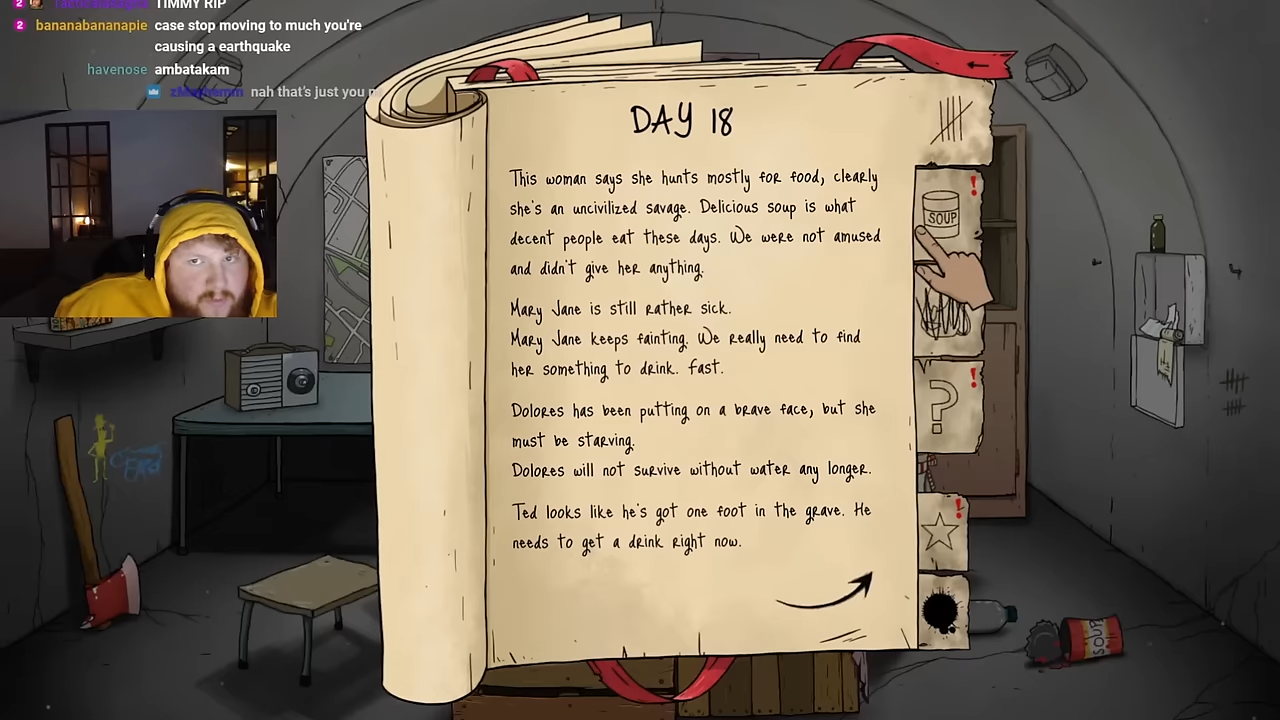 TIMMY RIP
bananabananapie case stop moving to much you're
causing a earthquake
havenose ambatakam
nah that's just you
DAY 18
This woman says she hunts mostly for food, clearly
she's an uncivilized savage. Delicious soup is what
decent people eat these days. We were not amused
and didn't give her anything.
Mary Jane is still rather sick.
Mary Jane keeps fainting. We really need to find
her something to drink. Fast.
Dolores has been putting on a brave face, but she
must be starving.
Dolores will not survive without water any longer.
Ted looks like he's got one foot in the grave. He
needs to get a drink right now.
SOUP
!
?
!
!
SOUP